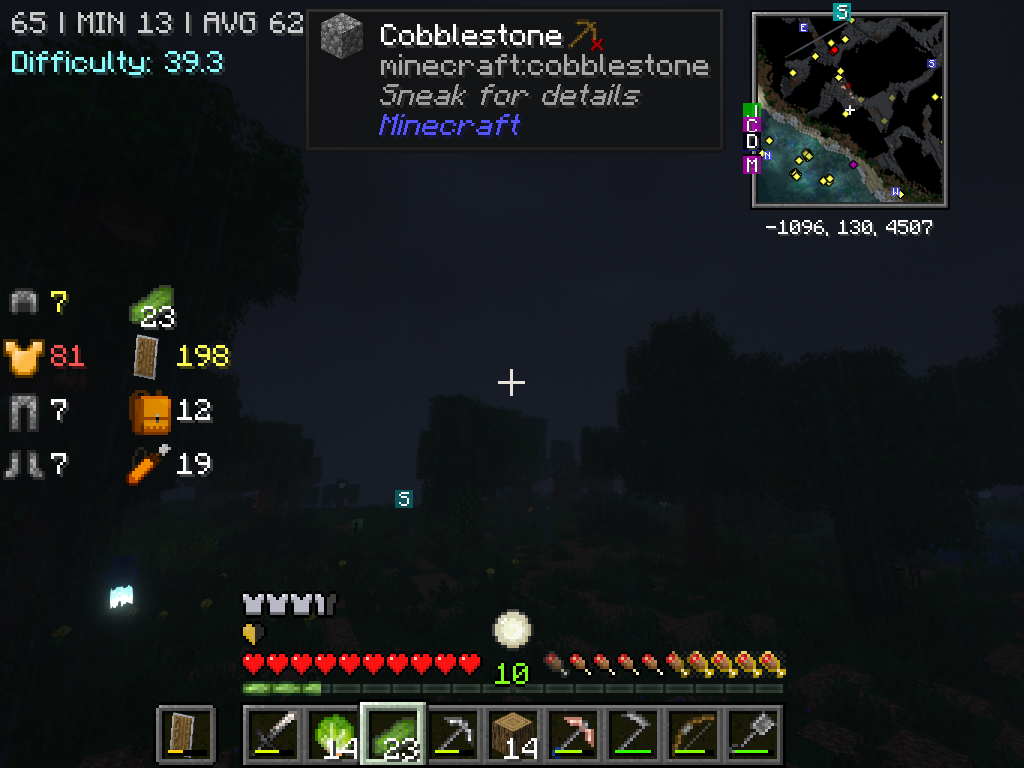 65 | MIN 13 | AVG 62
Difficulty: 39.3
Cobblestone
minecraft:cobblestone
Sneak for details
Minecraft
S
E
S
I
C
D
M
N
W
-1096, 130, 4507
7
23
81
198
7
12
7
19
S
10
14
23
14